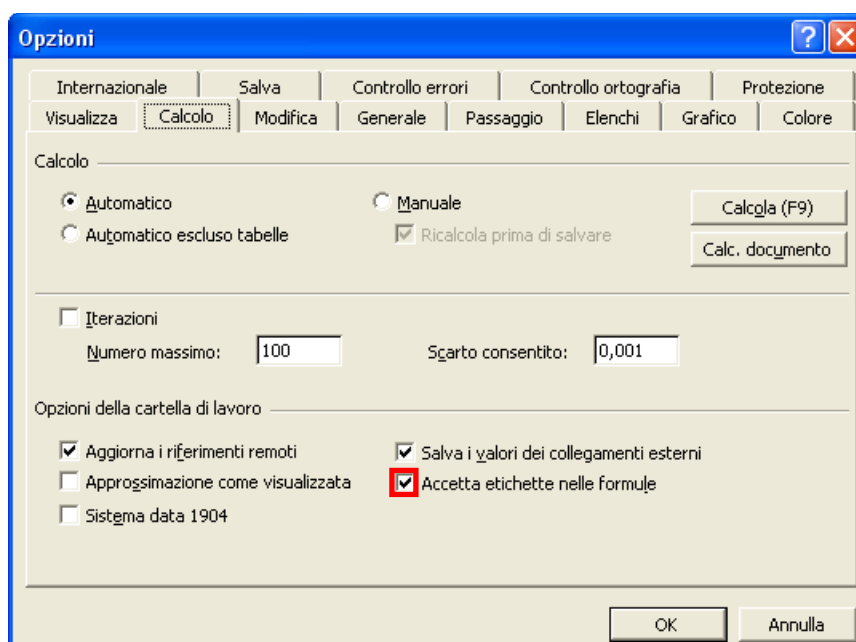 Opzioni
Internazionale Salva Controllo errori Controllo ortografia Protezione
Visualizza Calcolo Modifica Generale Passaggio Elenchi Grafico Colore
Calcolo
Automatico Manuale Calcola (F9)
Automatico escluso tabelle Ricalcola prima di salvare Calc. documento
Iterazioni
Numero massimo: 100 Scarto consentito: 0,001
Opzioni della cartella di lavoro
Aggiorna i riferimenti remoti Salva i valori dei collegamenti esterni
Approssimazione come visualizzata Accetta etichette nelle formule
Sistema data 1904
OK Annulla